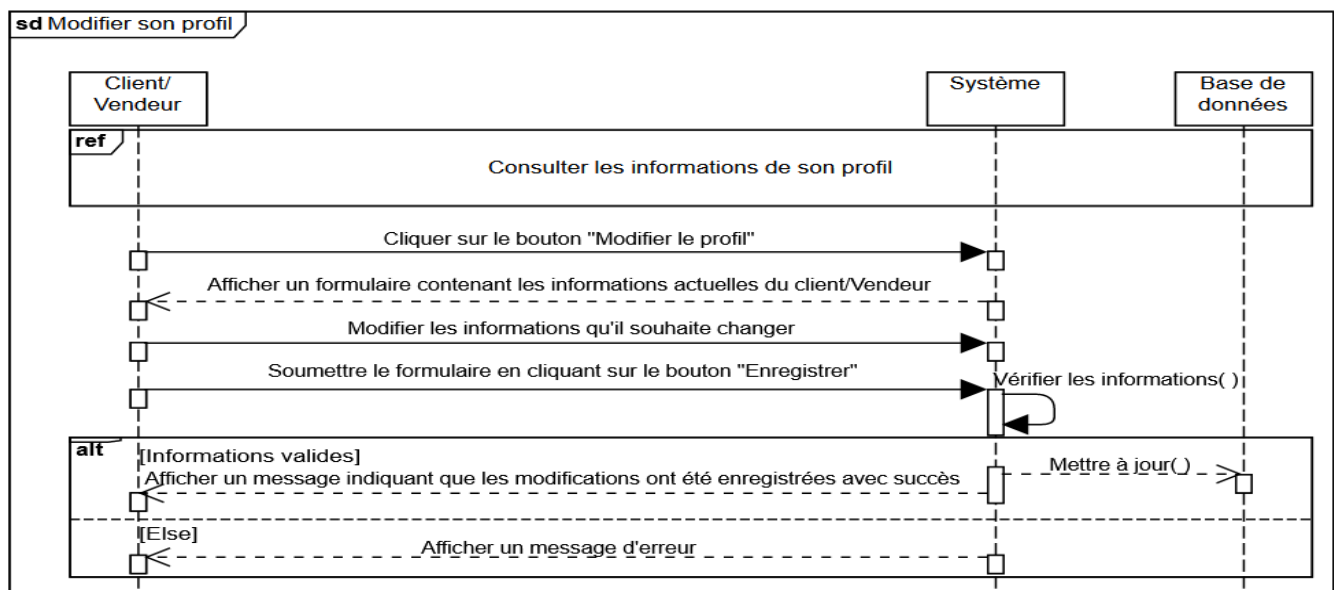 sd Modifier son profil
Client/
Vendeur
Système
Base de
données
ref
Consulter les informations de son profil
Cliquer sur le bouton "Modifier le profil"
Afficher un formulaire contenant les informations actuelles du client/Vendeur
Modifier les informations qu'il souhaite changer
Soumettre le formulaire en cliquant sur le bouton "Enregistrer"
Vérifier les informations( )
alt
[Informations valides]
Mettre à jour( )
Afficher un message indiquant que les modifications ont été enregistrées avec succès
[Else]
Afficher un message d'erreur